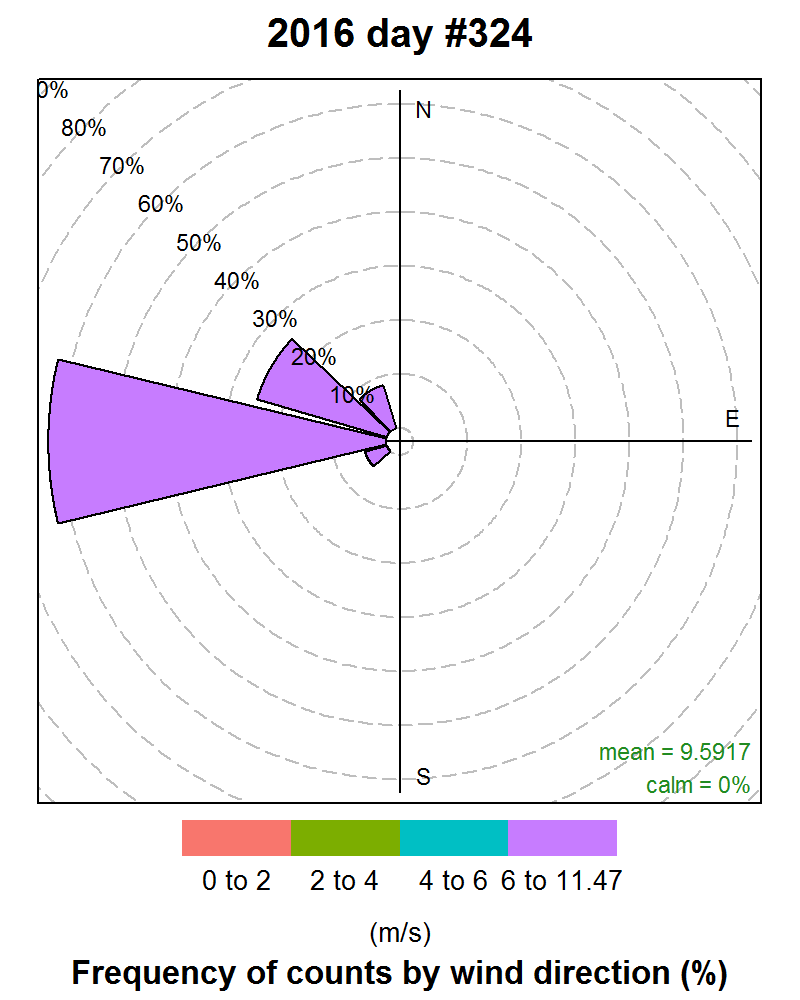 2016 day #324
0%
80%
70%
60%
50%
40%
30%
20%
10%
N
E
S
mean = 9.5917
calm = 0%
0 to 2 2 to 4 4 to 6 6 to 11.47
(m/s)
Frequency of counts by wind direction (%)